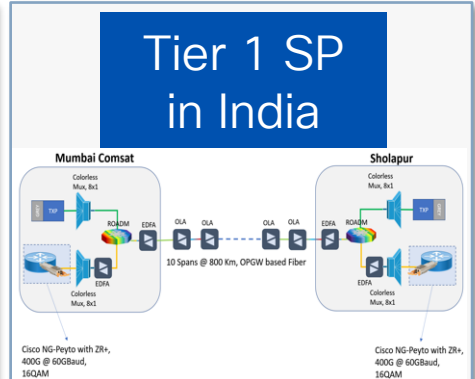 Tier 1 SP
in India
Mumbai Comsat
Colorless
Mux, 8x1
GREY
TXP
ROADM
EDFA
OLA
OLA
EDFA
Colorless
Mux, 8x1
10 Spans @ 800 Km, OPGW based Fiber
OLA
OLA
EDFA
Sholapur
Colorless
Mux, 8x1
ROADM
TXP
GREY
EDFA
Colorless
Mux, 8x1
Cisco NG-Peyto with ZR+,
400G @ 60GBaud,
16QAM
Cisco NG-Peyto with ZR+,
400G @ 60GBaud,
16QAM